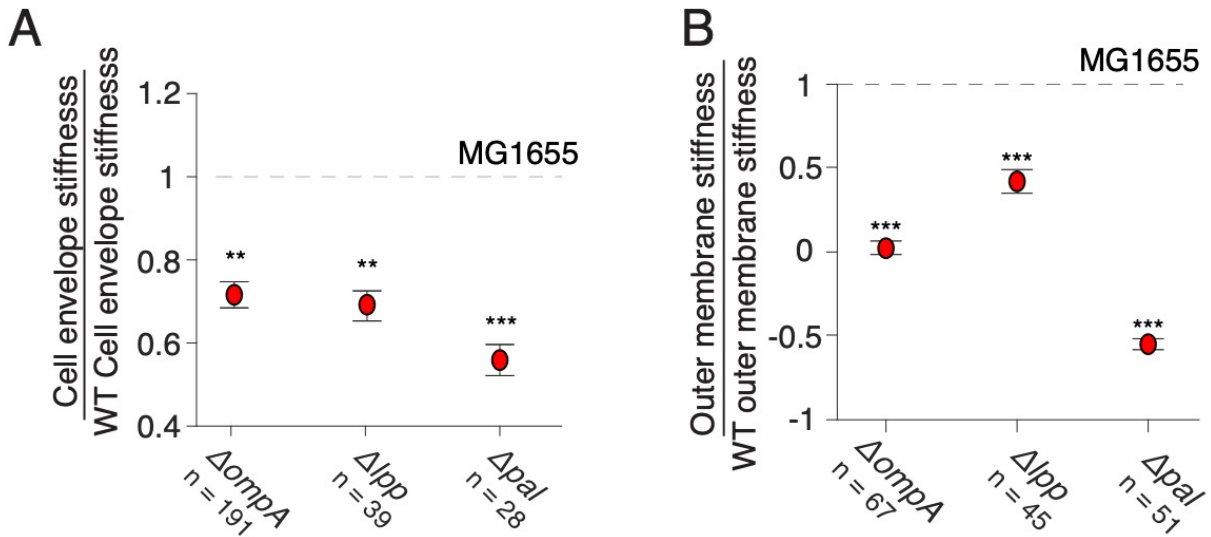 A
Cell envelope stiffnesss
WT Cell envelope stiffnesss
1.2
1
0.8
0.6
0.4
MG1655
**
**
***
ΔompA
n = 191
Δlpp
n = 39
Δpal
n = 28
B
Outer membrane stiffness
WT outer membrane stiffness
1
0.5
0
-0.5
-1
MG1655
***
***
***
ΔompA
n = 67
Δlpp
n = 45
Δpal
n = 51